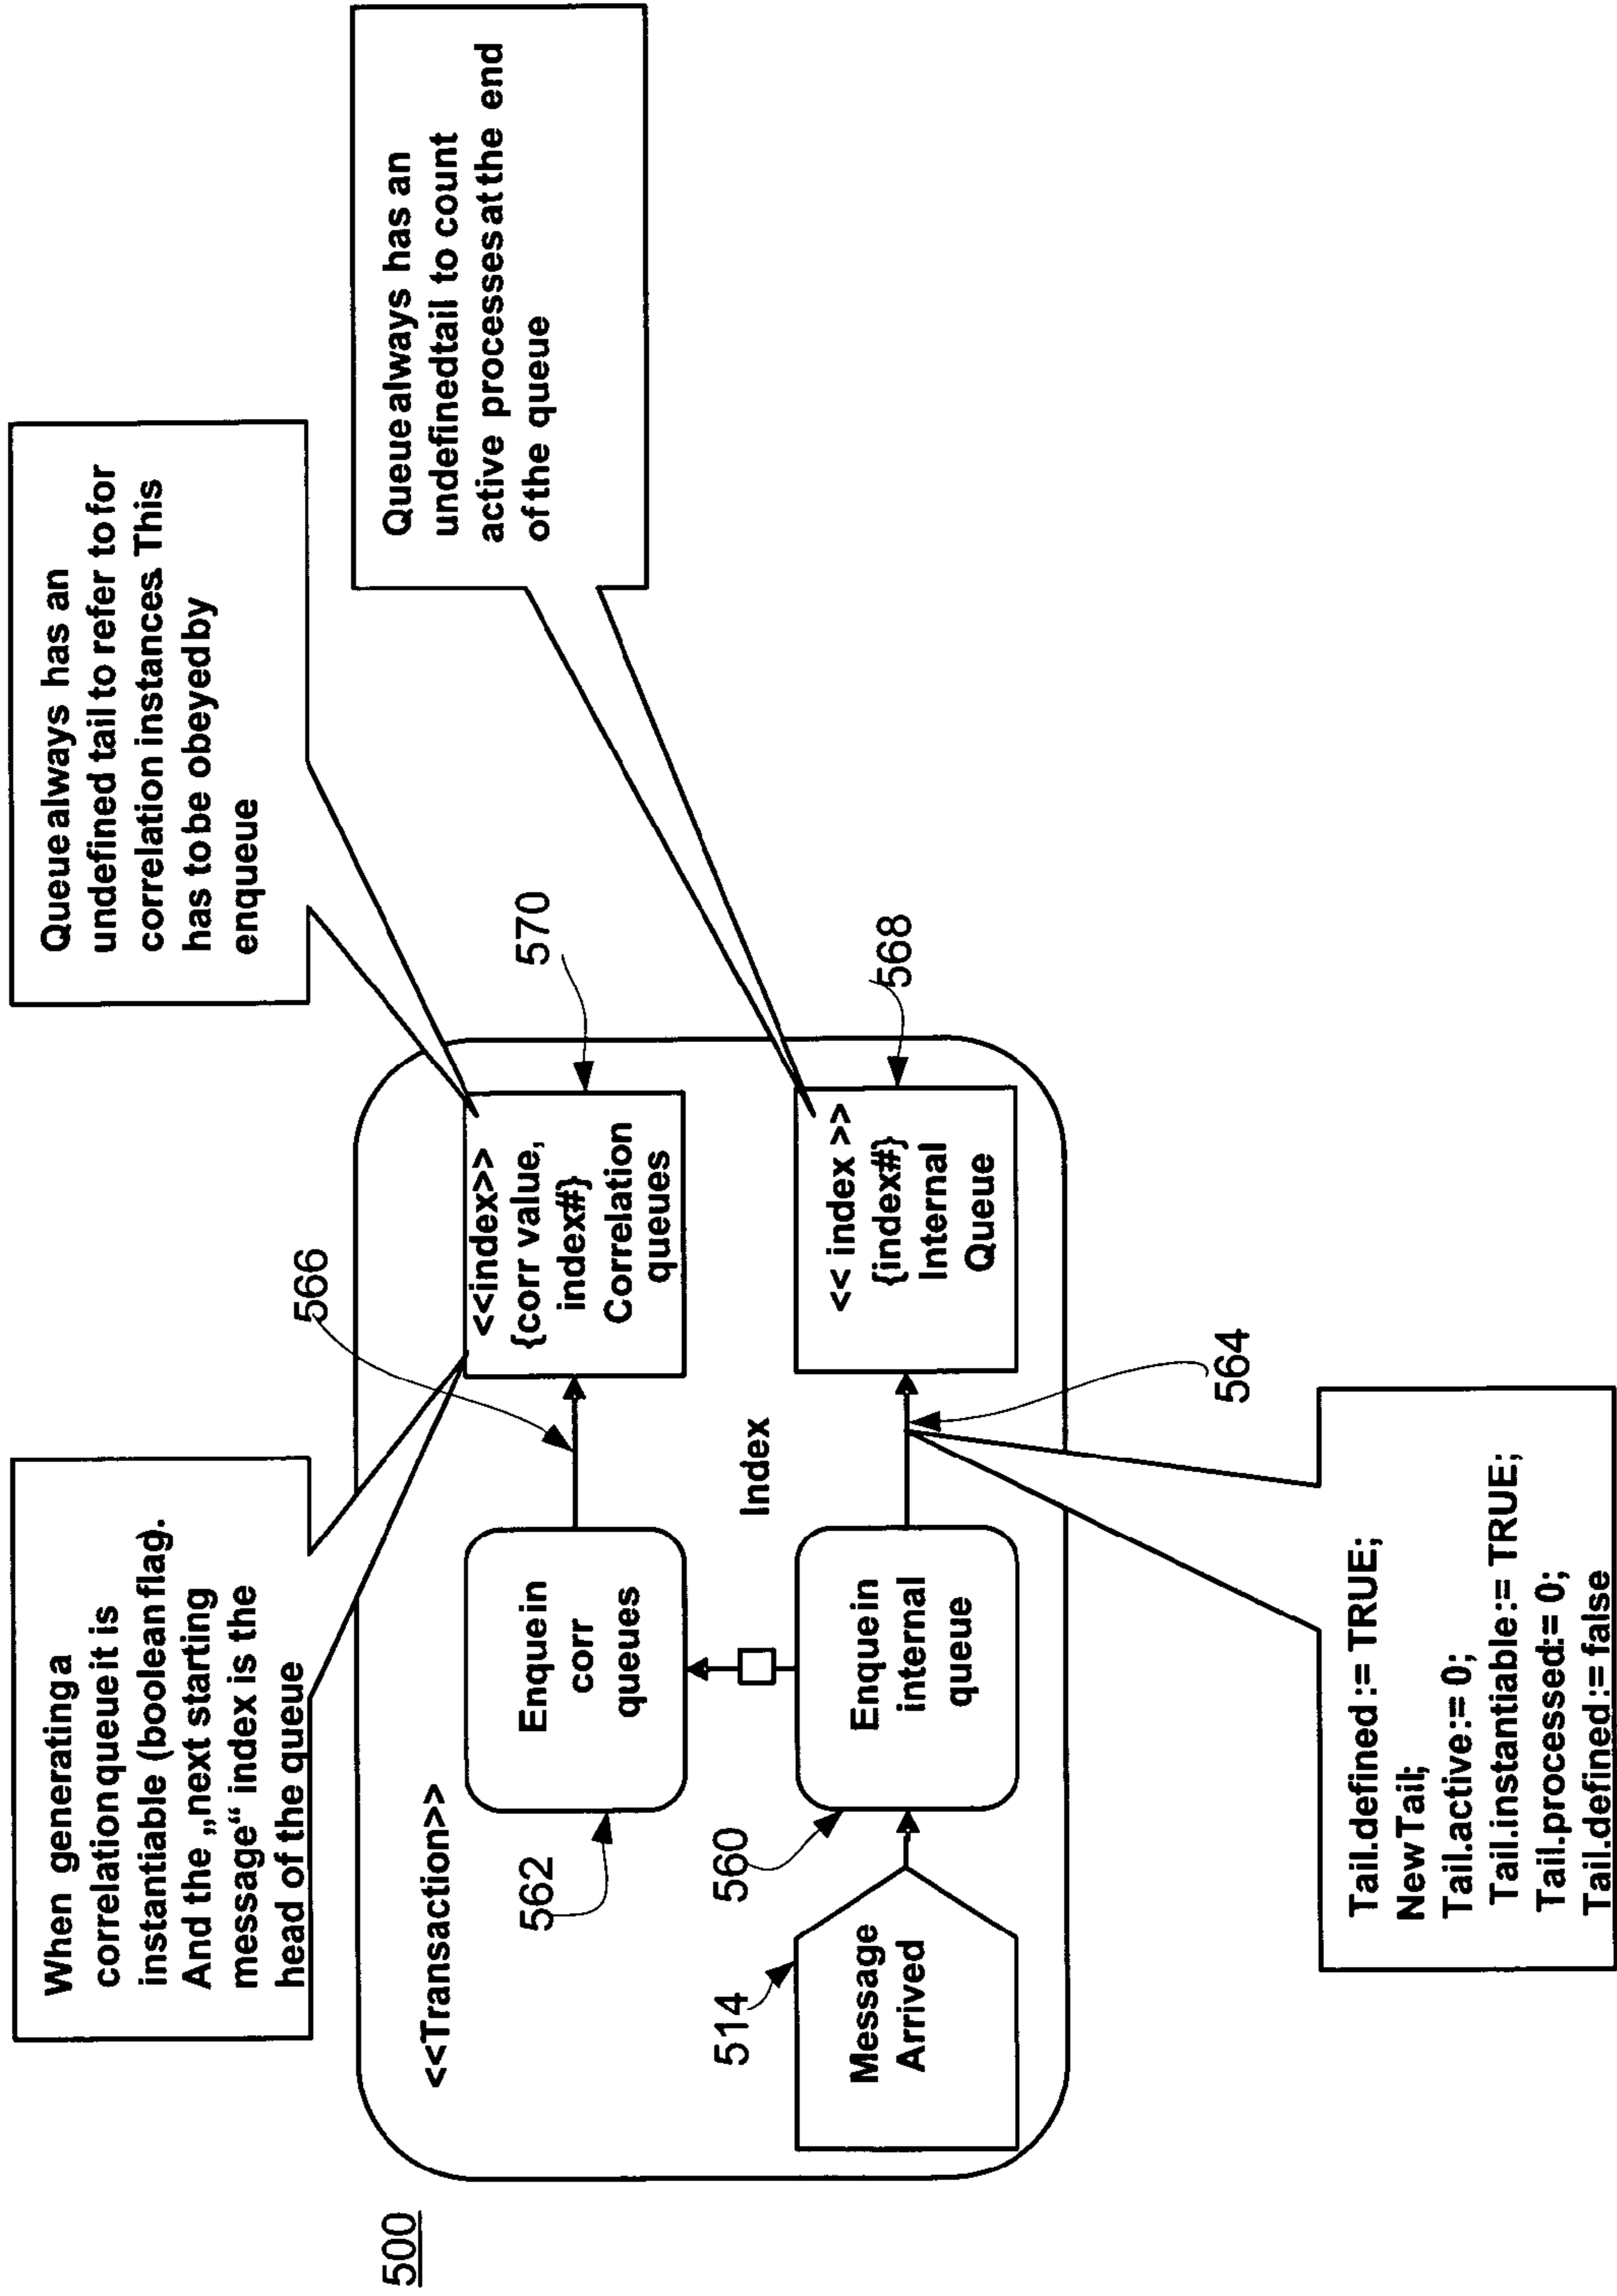 500
When generating a
correlation queue it is
instantiable (boolean flag).
And the „next starting
message“ index is the
head of the queue
Queue always has an
undefined tail to refer to for
correlation instances. This
has to be obeyed by
enqueue
Queue always has an
undefined tail to count
active processes at the end
of the queue
<<Transaction>>
566
570
562
Enque in
corr
queues
<<index>>
{corr value,
index#}
Correlation
queues
Index
514
560
568
Message
Arrived
Enque in
internal
queue
<< index >>
{index#}
Internal
Queue
564
Tail.defined := TRUE;
NewTail;
Tail.active:= 0;
Tail.instantiable:= TRUE;
Tail.processed:= 0;
Tail.defined := false